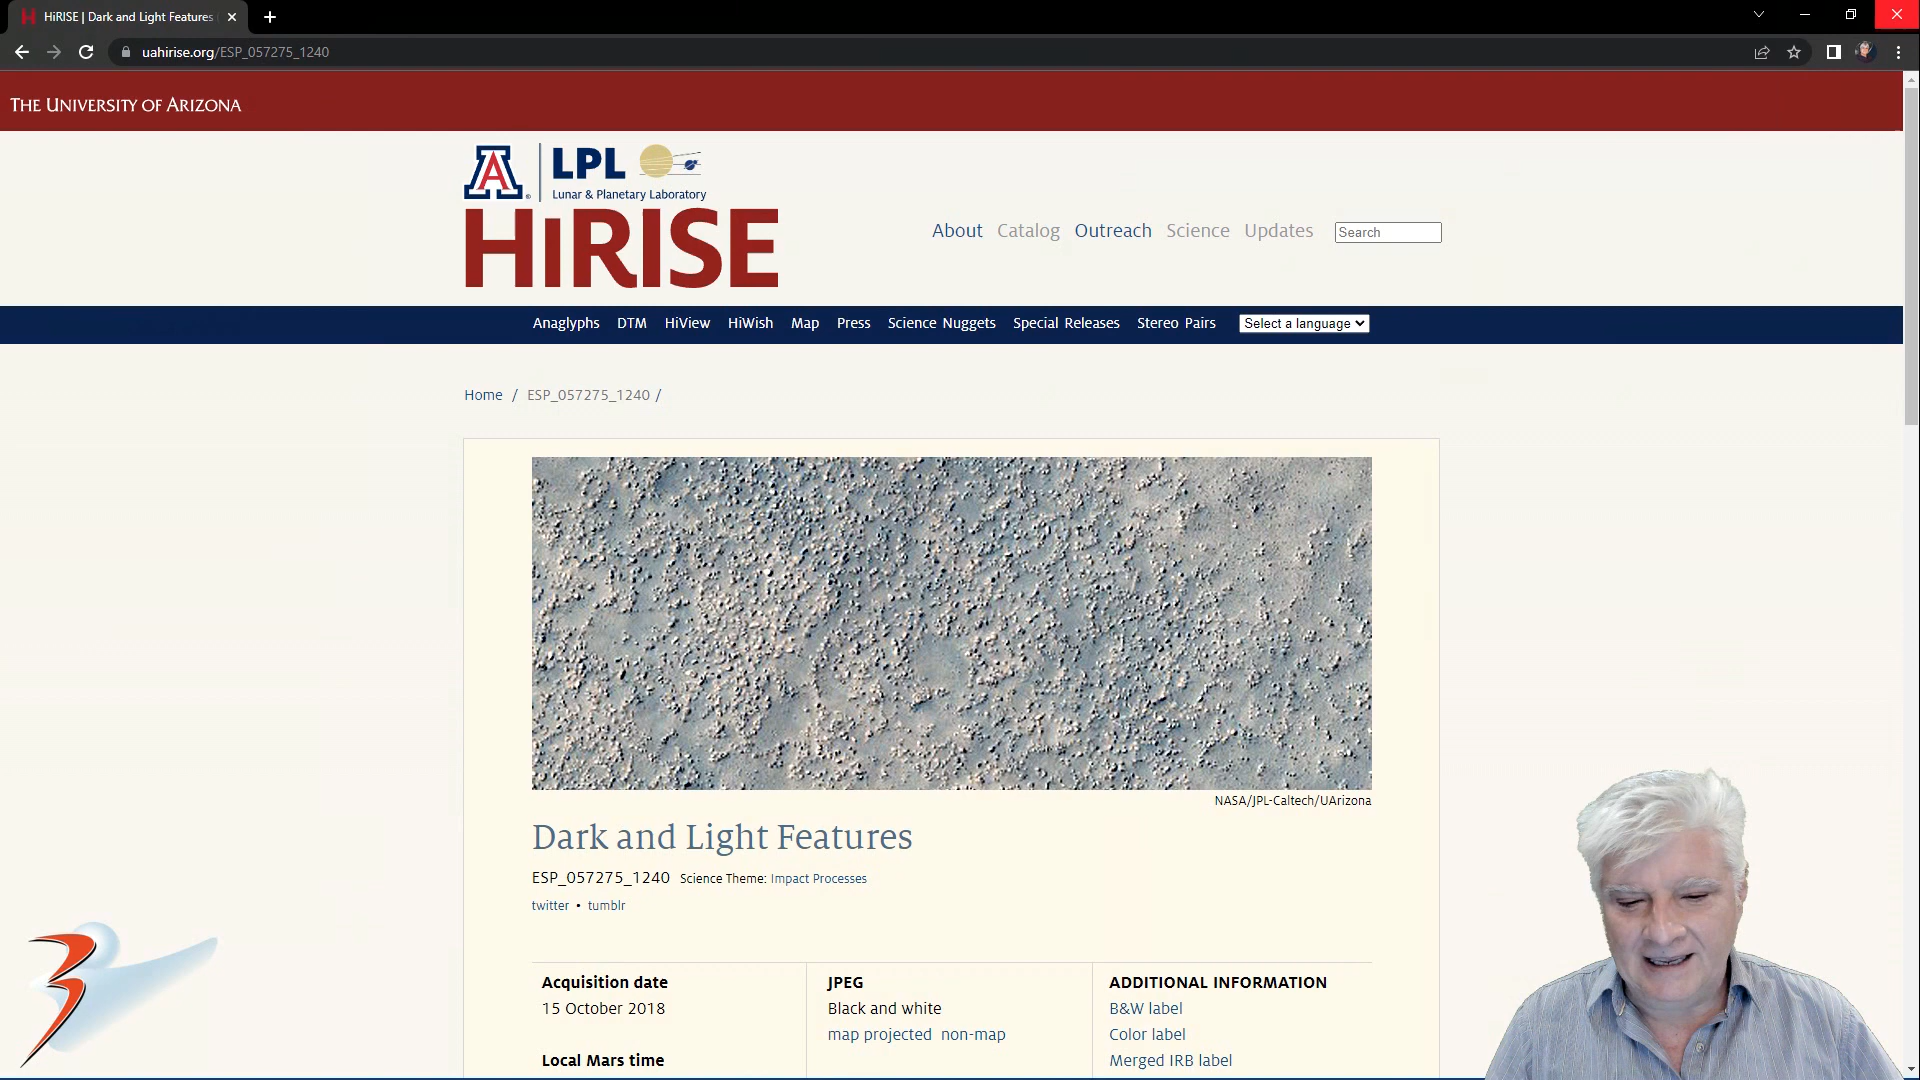 HiRISE | Dark and Light Features
uahirise.org/ESP_057275_1240
THE UNIVERSITY OF ARIZONA
A LPL
Lunar & Planetary Laboratory
HiRISE
About Catalog Outreach Science Updates Search
Anaglyphs DTM HiView HiWish Map Press Science Nuggets Special Releases Stereo Pairs Select a language
Home / ESP_057275_1240 /
NASA/JPL-Caltech/UArizona
Dark and Light Features
ESP_057275_1240 Science Theme: Impact Processes
twitter • tumblr
Acquisition date
15 October 2018
Local Mars time
JPEG
Black and white
map projected non-map
ADDITIONAL INFORMATION
B&W label
Color label
Merged IRB label